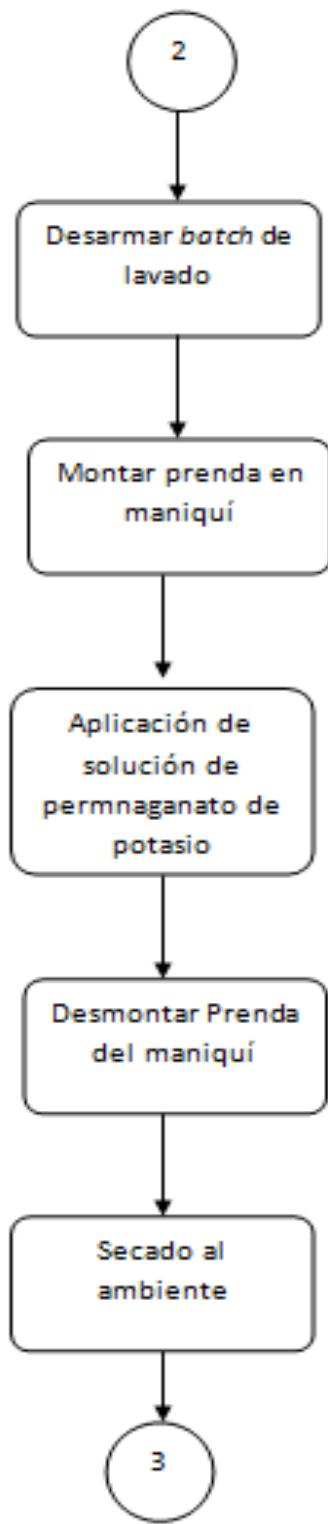 2
Desarmar batch de
lavado
Montar prenda en
maniquí
Aplicación de
solución de
permnaganato de
potasio
Desmontar Prenda
del maniquí
Secado al
ambiente
3